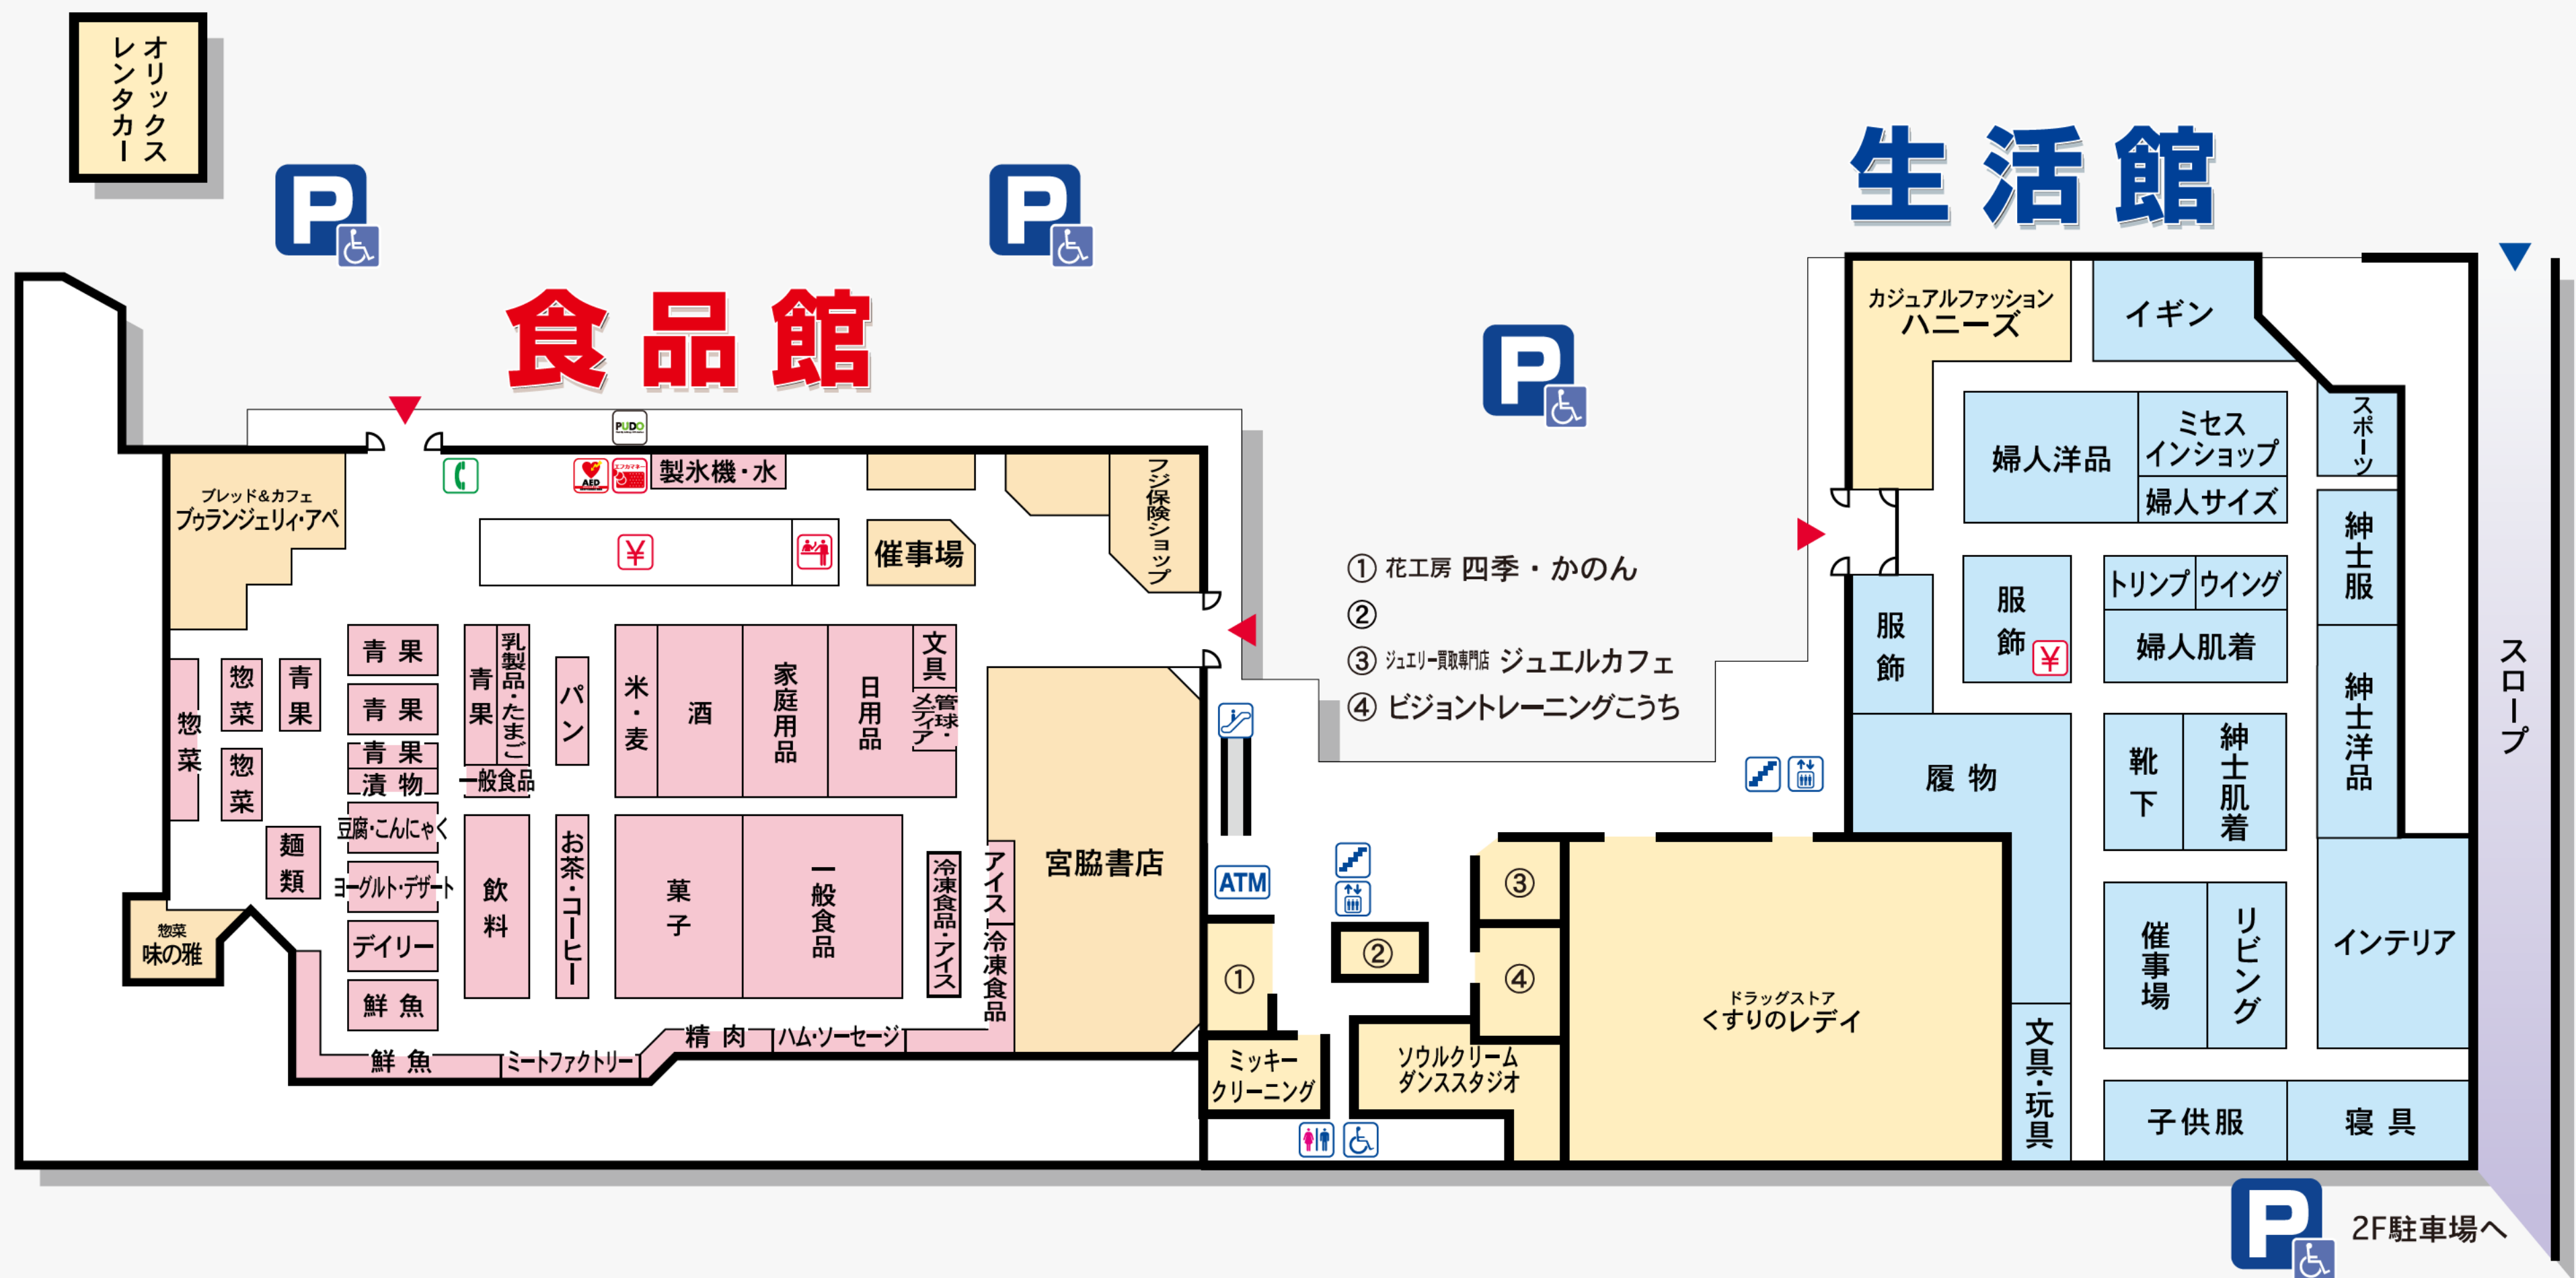 オリックス
レンタカー
P
P
生活館
食品館
P
カジュアルファッション
ハニーズ
イギン
スポーツ
婦人洋品
ミセス
インショップ
婦人サイズ
紳士服
PUDO
AED
エフカマネー
製氷機・水
フジ保険ショップ
ブレッド&カフェ
ブゥランジェリィ・アペ
¥
催事場
① 花工房 四季・かのん
②
③ ジュエリー買取専門店 ジュエルカフェ
④ ビジョントレーニングこうち
服飾
服飾
¥
トリンプ
ウイング
婦人肌着
紳士洋品
スロープ
惣菜
惣菜
青果
惣菜
麺類
青果
青果
青果
漬物
豆腐・こんにゃく
ヨーグルト・デザート
デイリー
鮮魚
青果
乳製品・たまご
一般食品
パン
飲料
お茶・コーヒー
米・麦
酒
家庭用品
日用品
文具
管球・
メディア
菓子
一般食品
冷凍食品・アイス
アイス
冷凍食品
宮脇書店
惣菜
味の雅
鮮魚
ミートファクトリー
精肉
ハム・ソーセージ
ATM
①
②
③
④
ミッキー
クリーニング
ソウルクリーム
ダンススタジオ
ドラッグストア
くすりのレデイ
履物
靴下
紳士肌着
催事場
リビング
インテリア
文具・玩具
子供服
寝具
P
2F駐車場へ